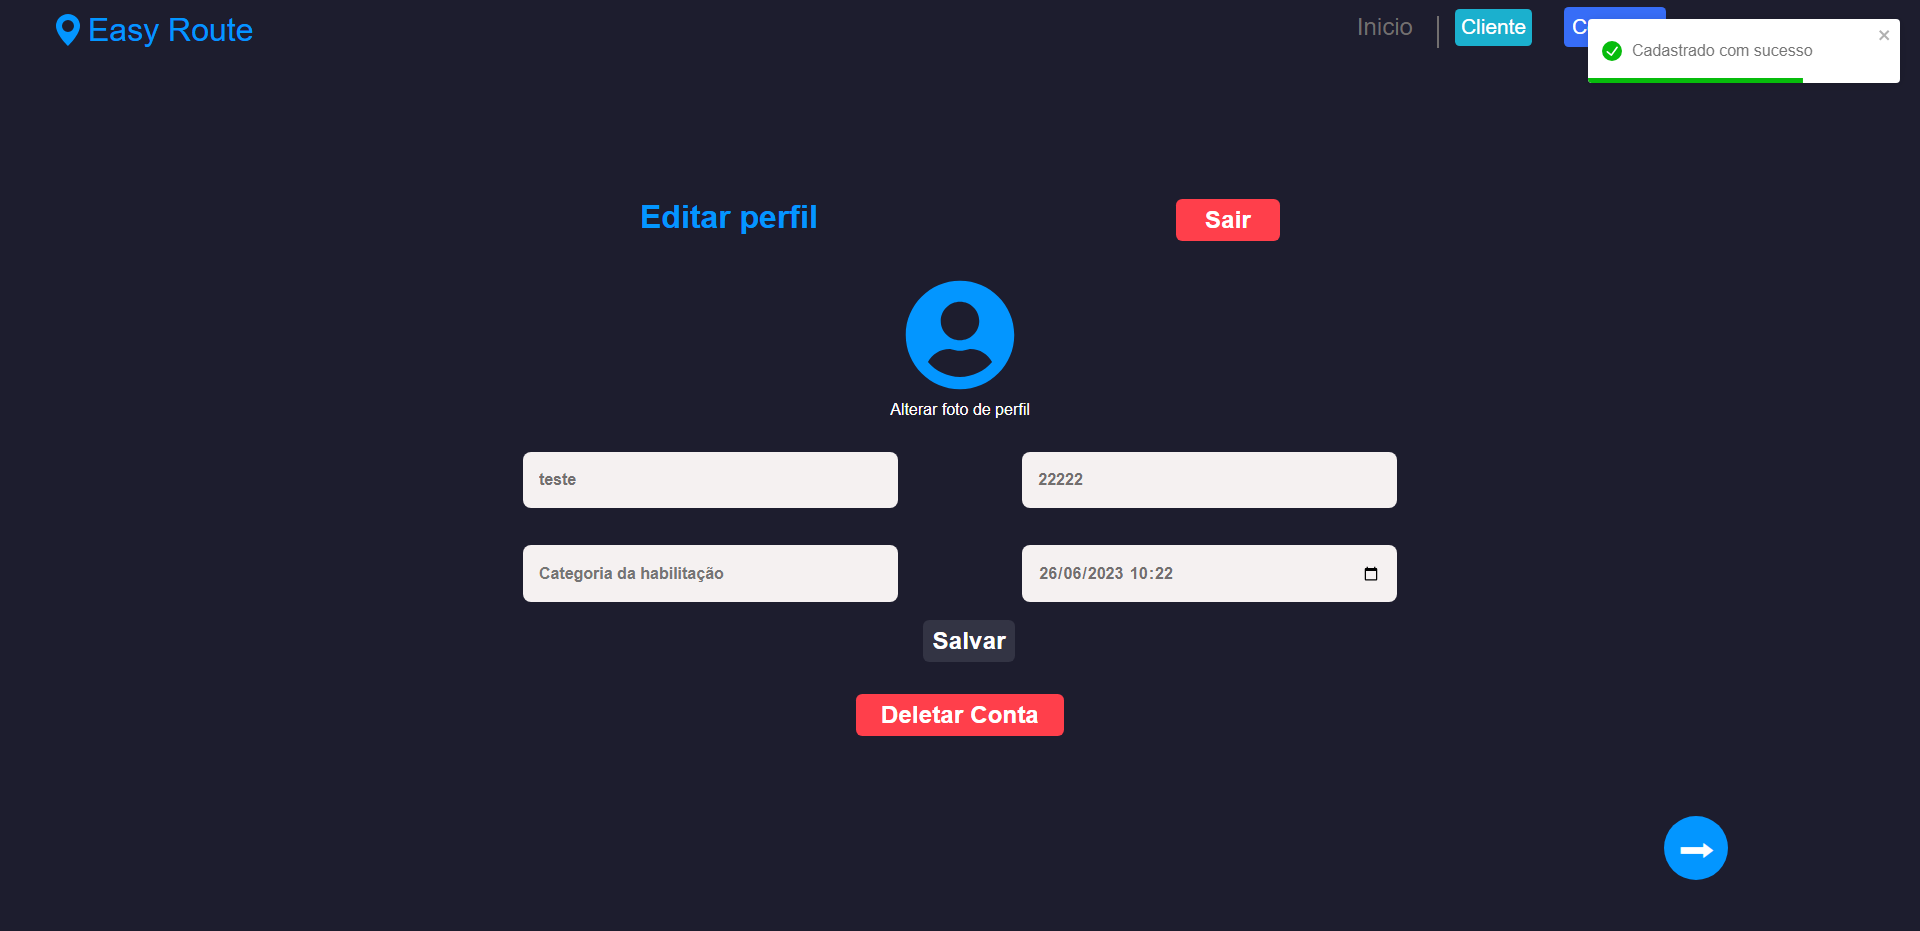 Easy Route
Inicio
Cliente
Cadastrado com sucesso
Editar perfil
Sair
Alterar foto de perfil
teste
22222
Categoria da habilitação
26/06/2023 10:22
Salvar
Deletar Conta